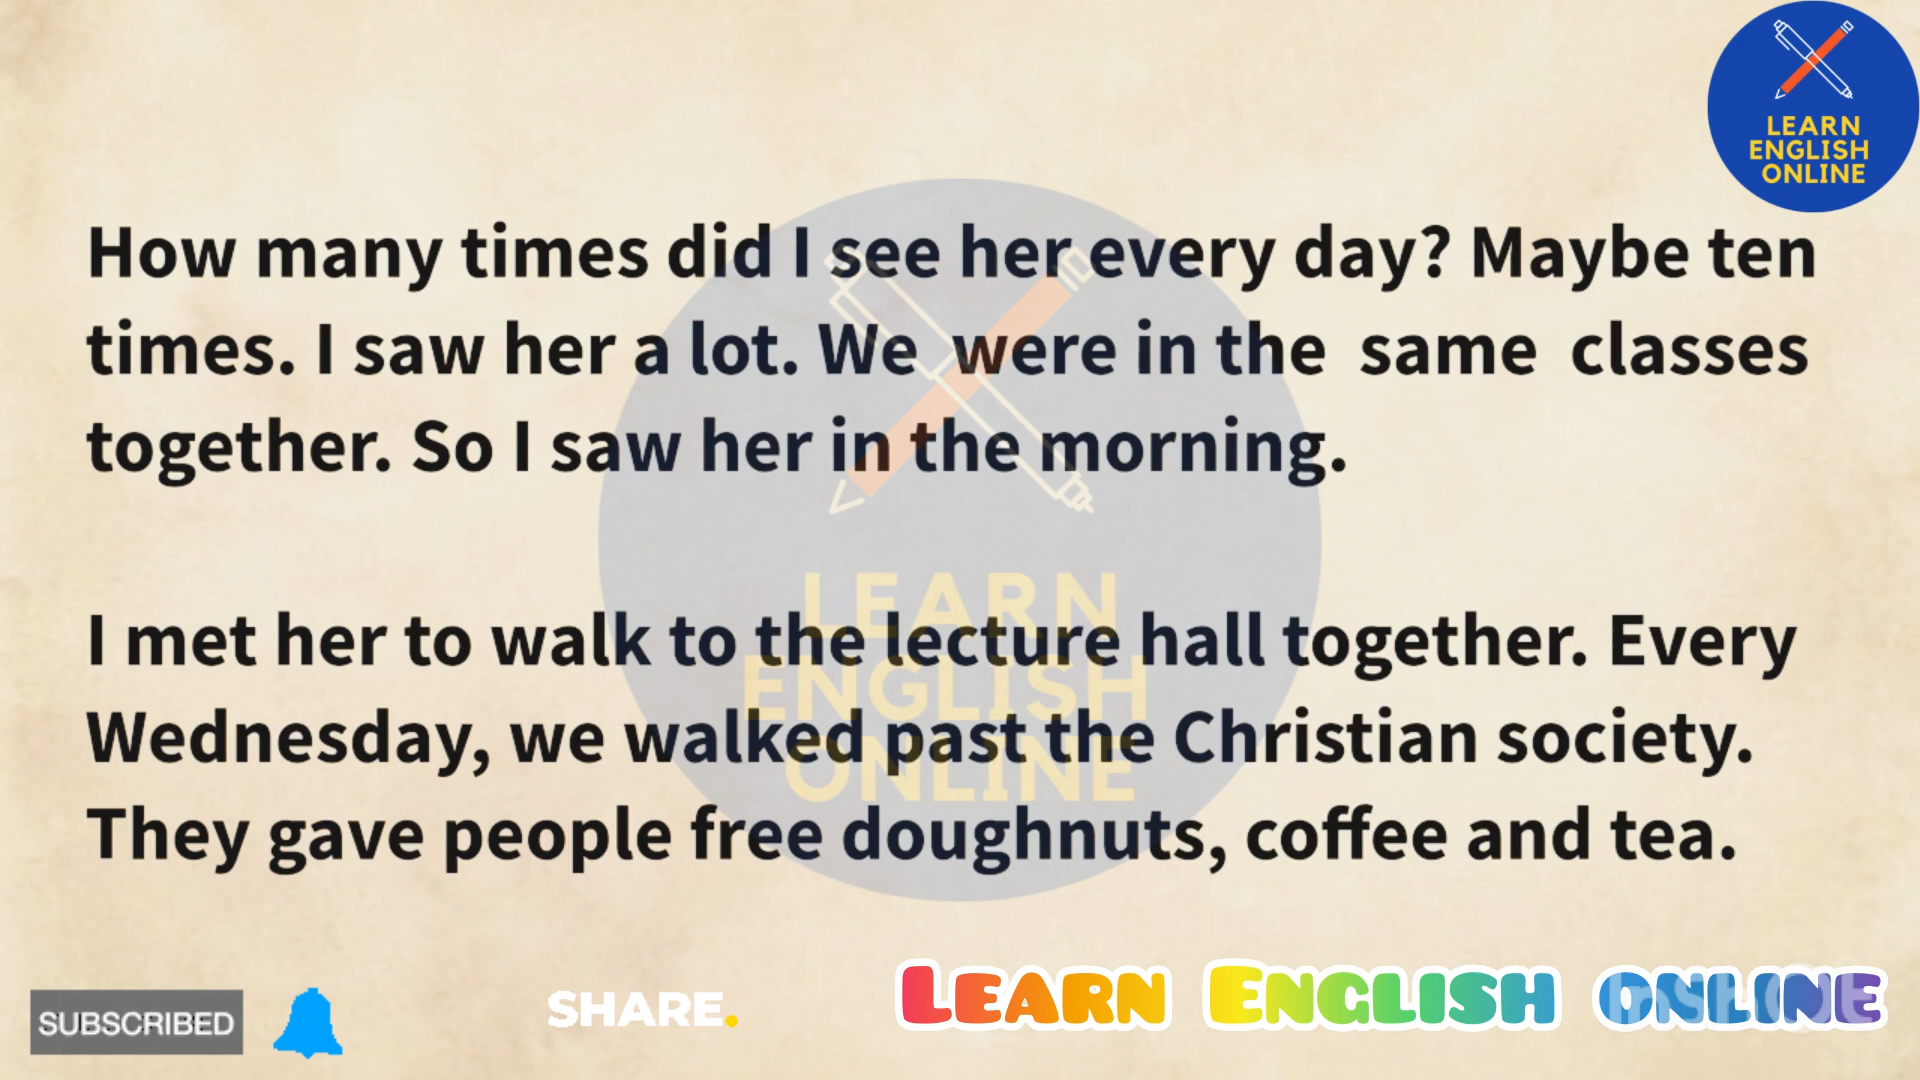 LEARN
ENGLISH
ONLINE
How many times did I see her every day? Maybe ten
times. I saw her a lot. We were in the same classes
together. So I saw her in the morning.
I met her to walk to the lecture hall together. Every
Wednesday, we walked past the Christian society.
They gave people free doughnuts, coffee and tea.
LEARN
ENGLISH
ONLINE
SUBSCRIBED
SHARE.
LEARN ENGLISH ONLINE
InShOt